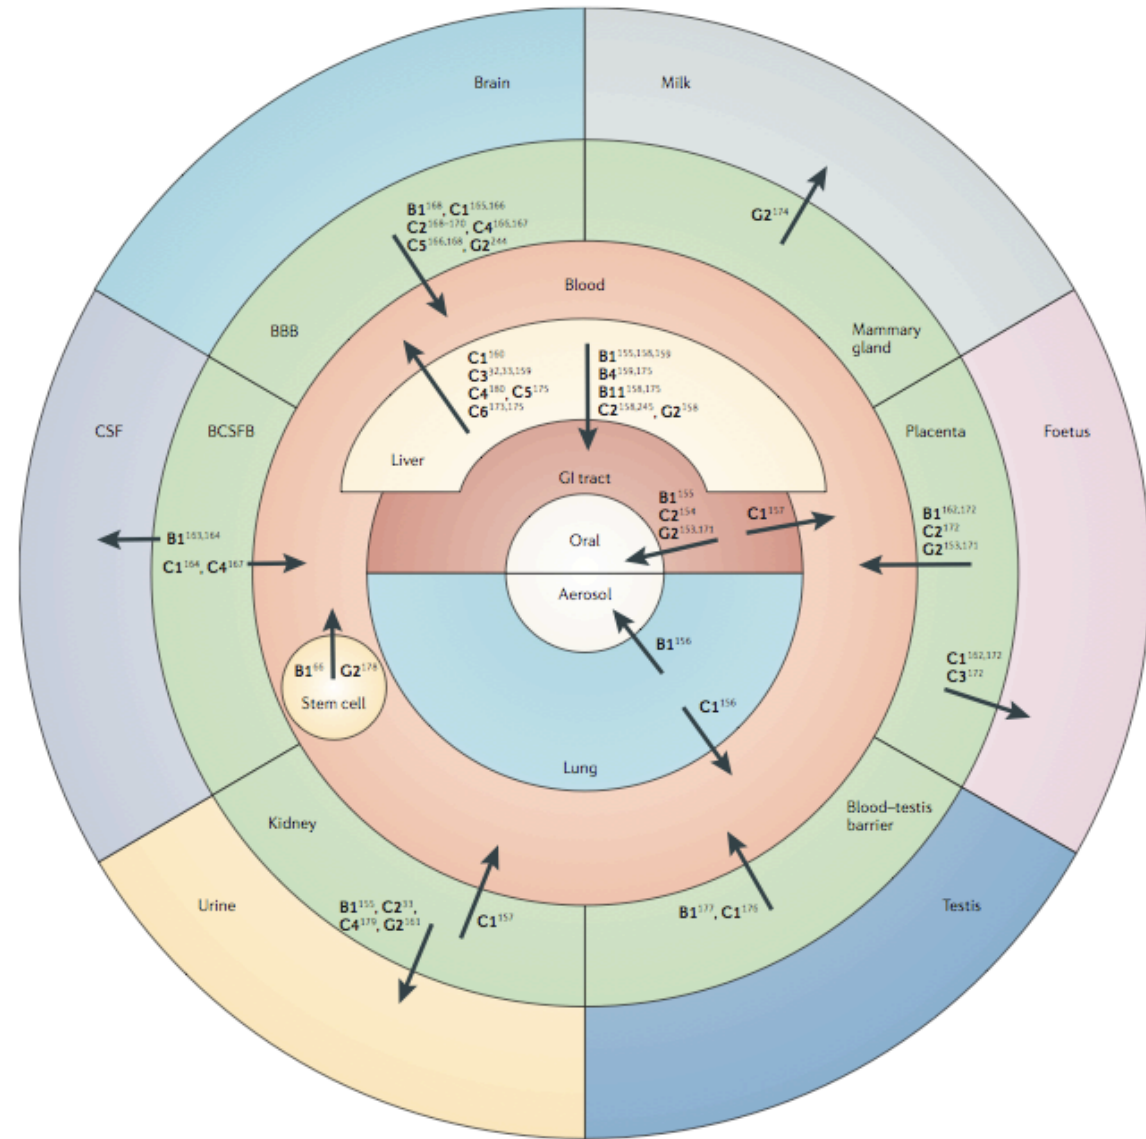 Brain
Milk
B1¹⁶⁸, C1¹⁶⁵,¹⁶⁶
C2¹⁶⁸⁻¹⁷⁰, C4¹⁶⁶,¹⁶⁷
C5¹⁶⁶,¹⁶⁸, G2²⁴⁴
G2¹⁷⁴
Blood
BBB
Mammary
gland
C1¹⁶⁰
C3³²,³³,¹⁵⁹
C4¹⁸⁰, C5¹⁷⁵
C6¹⁷³,¹⁷⁵
B1¹⁵⁵,¹⁵⁸,¹⁵⁹
B4¹⁵⁹,¹⁷⁵
B11¹⁵⁸,¹⁷⁵
C2¹⁵⁸,²⁴⁵, G2¹⁵⁸
CSF
BCSFB
Liver
GI tract
Placenta
Foetus
B1¹⁵⁵
C2¹⁵⁴
G2¹⁵³,¹⁷¹
C1¹⁵⁷
B1¹⁶²,¹⁷²
C2¹⁷²
G2¹⁵³,¹⁷¹
Oral
B1¹⁶³,¹⁶⁴
C1¹⁶⁴, C4¹⁶⁷
Aerosol
B1¹⁵⁶
C1¹⁶²,¹⁷²
C3¹⁷²
B1⁶⁶
G2¹⁷⁸
Stem cell
C1¹⁵⁶
Lung
Kidney
Blood–testis
barrier
Urine
B1¹⁵⁵, C2³³,
C4¹⁷⁹, G2¹⁶¹
C1¹⁵⁷
B1¹⁷⁷, C1¹⁷⁶
Testis